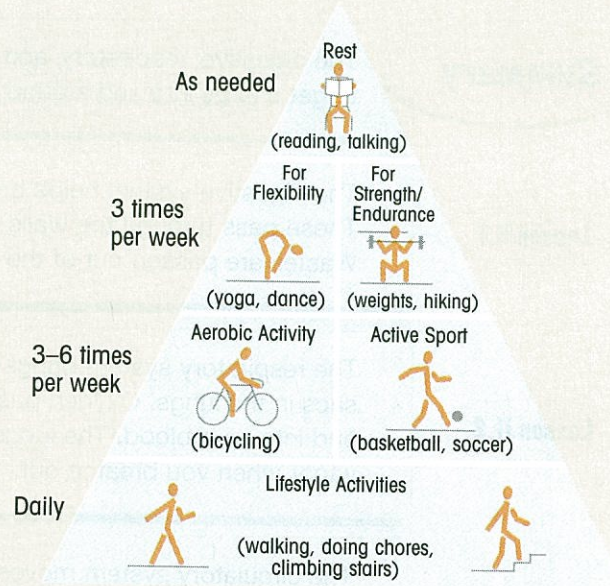 Rest
As needed
(reading, talking)
For
Flexibility
For
Strength/
Endurance
3 times
per week
(yoga, dance)
(weights, hiking)
Aerobic Activity
Active Sport
3–6 times
per week
(bicycling)
(basketball, soccer)
Lifestyle Activities
Daily
(walking, doing chores,
climbing stairs)